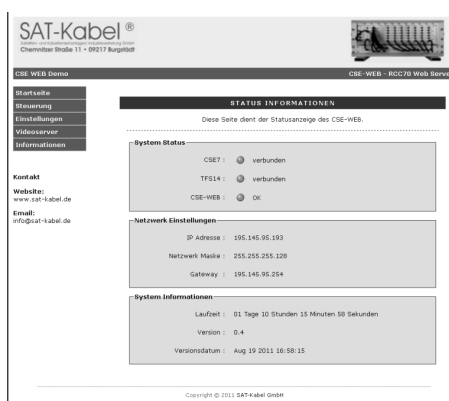 SAT-Kabel ®
Satelliten- und Kabelfernsehanlagen/Industrievertretung GmbH
Chemnitzer Straße 11 • 09217 Burgstädt
CSE WEB Demo
CSE-WEB - RCC70 Web Serve
Startseite
Steuerung
Einstellungen
Videoserver
Informationen
Kontakt
Website:
www.sat-kabel.de
Email:
info@sat-kabel.de
STATUS INFORMATIONEN
Diese Seite dient der Statusanzeige des CSE-WEB.
System Status
CSE7 : verbunden
TFS14 : verbunden
CSE-WEB : OK
Netzwerk Einstellungen
IP Adresse : 195.145.95.193
Netzwerk Maske : 255.255.255.128
Gateway : 195.145.95.254
System Informationen
Laufzeit : 01 Tage 10 Stunden 15 Minuten 58 Sekunden
Version : 0.4
Versionsdatum : Aug 19 2011 16:58:15
Copyright © 2011 SAT-Kabel GmbH